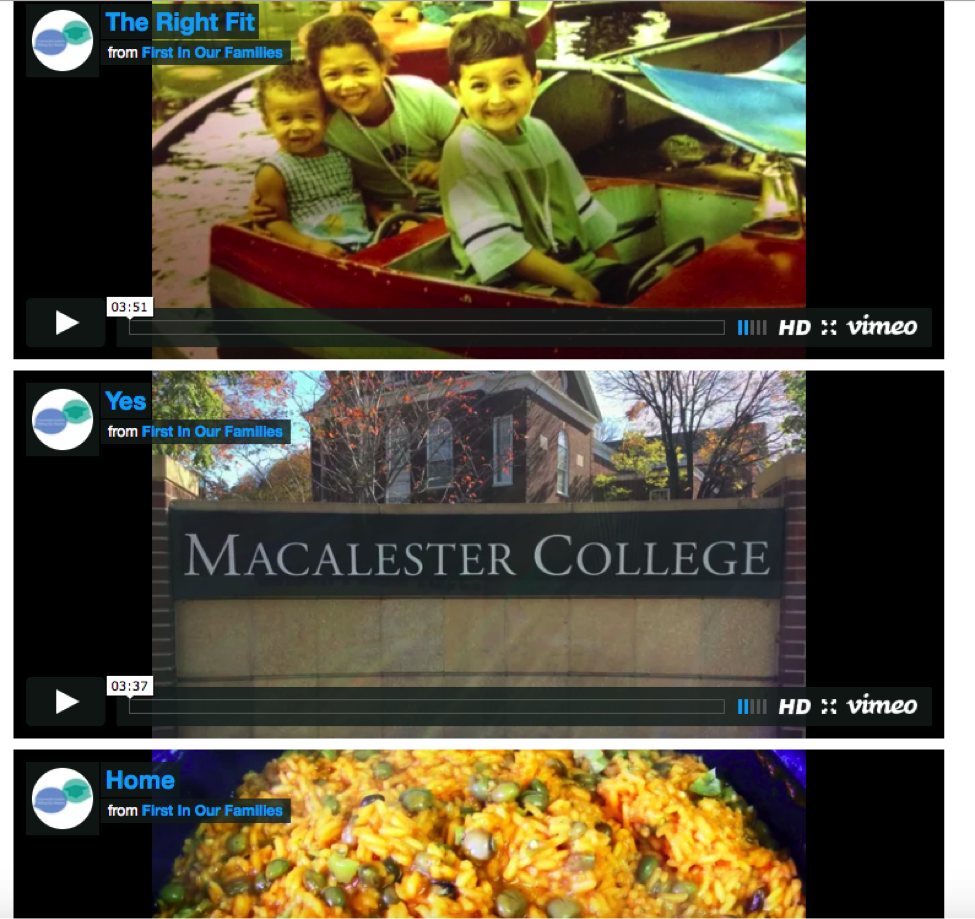 The Right Fit
from First In Our Families
03:51
HD vimeo
Yes
from First In Our Families
MACALESTER COLLEGE
03:37
HD vimeo
Home
from First In Our Families